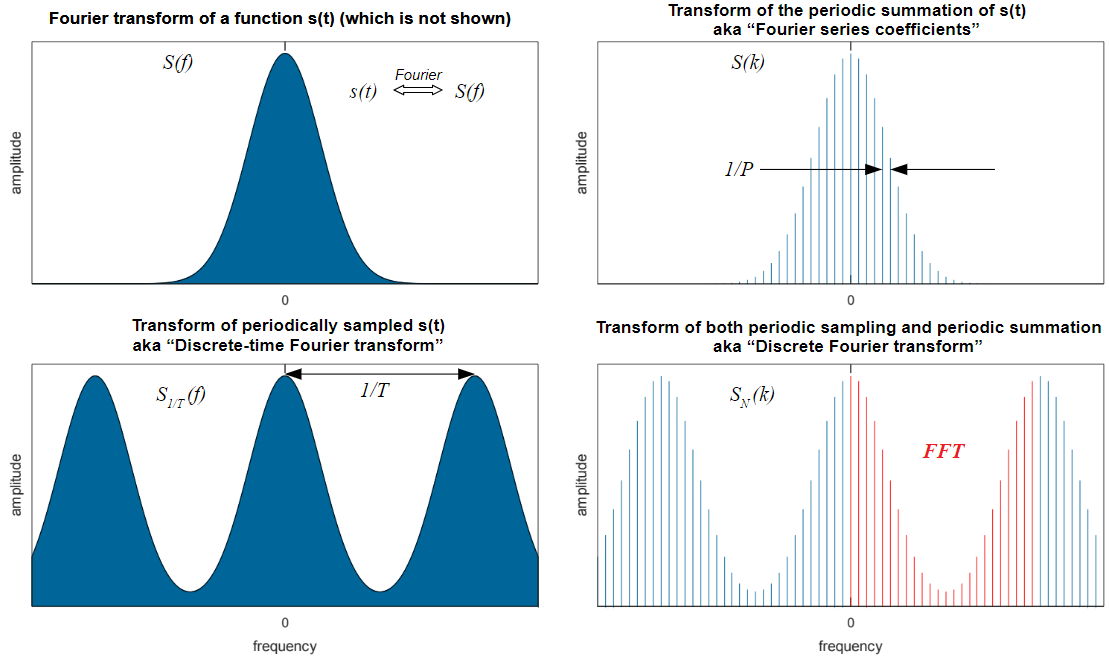 Fourier transform of a function s(t) (which is not shown)
S(f)
Fourier
s(t) S(f)
amplitude
0
Transform of the periodic summation of s(t)
aka “Fourier series coefficients”
S(k)
1/P
amplitude
0
Transform of periodically sampled s(t)
aka “Discrete-time Fourier transform”
S1/T(f)
1/T
amplitude
0
frequency
Transform of both periodic sampling and periodic summation
aka “Discrete Fourier transform”
SN(k)
FFT
amplitude
0
frequency